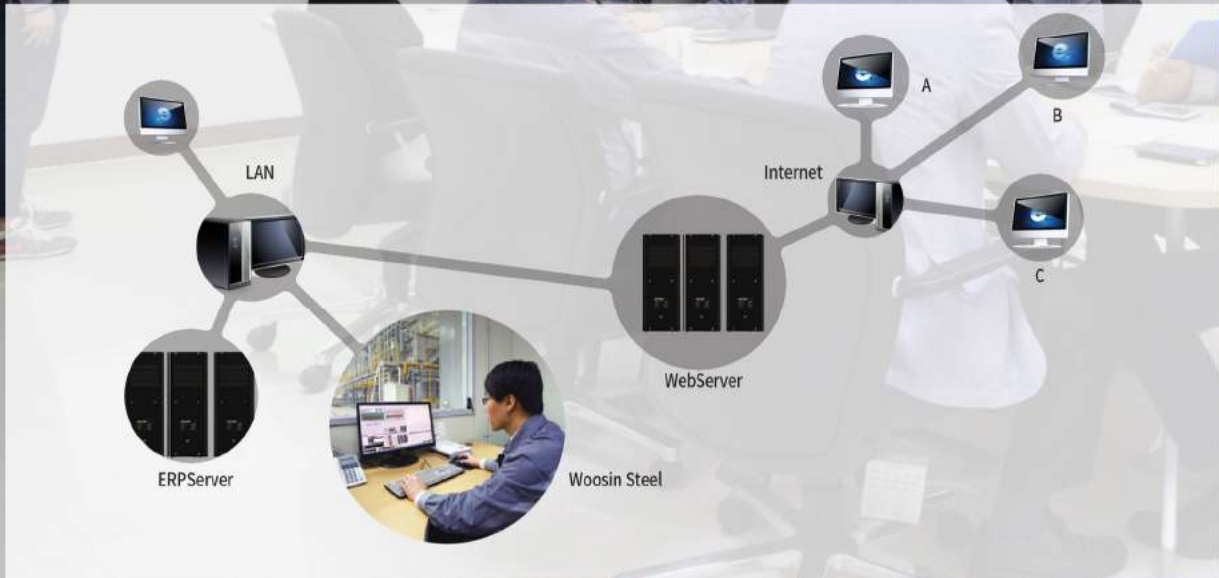 A
B
LAN
Internet
C
WebServer
ERPServer
Woosin Steel